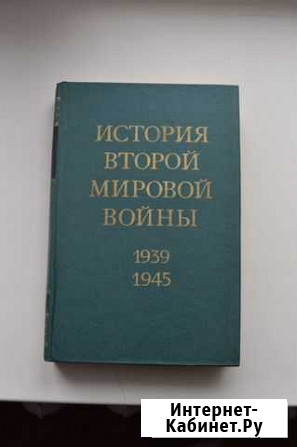 ИСТОРИЯ
ВТОРОЙ
МИРОВОЙ
ВОЙНЫ
1939
1945
Интернет-
Кабинет.Ру